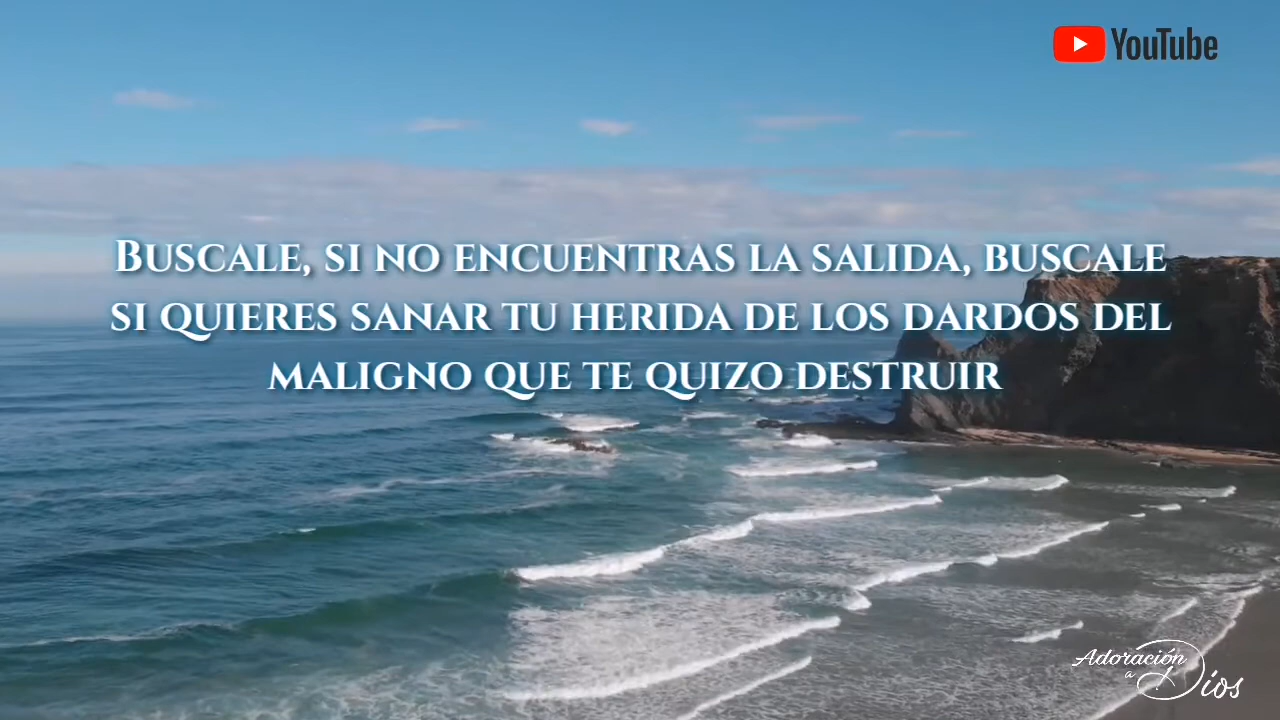 YouTube
Buscale, si no encuentras la salida, buscale
si quieres sanar tu herida de los dardos del
maligno que te quizo destruir
Adoración
a Dios